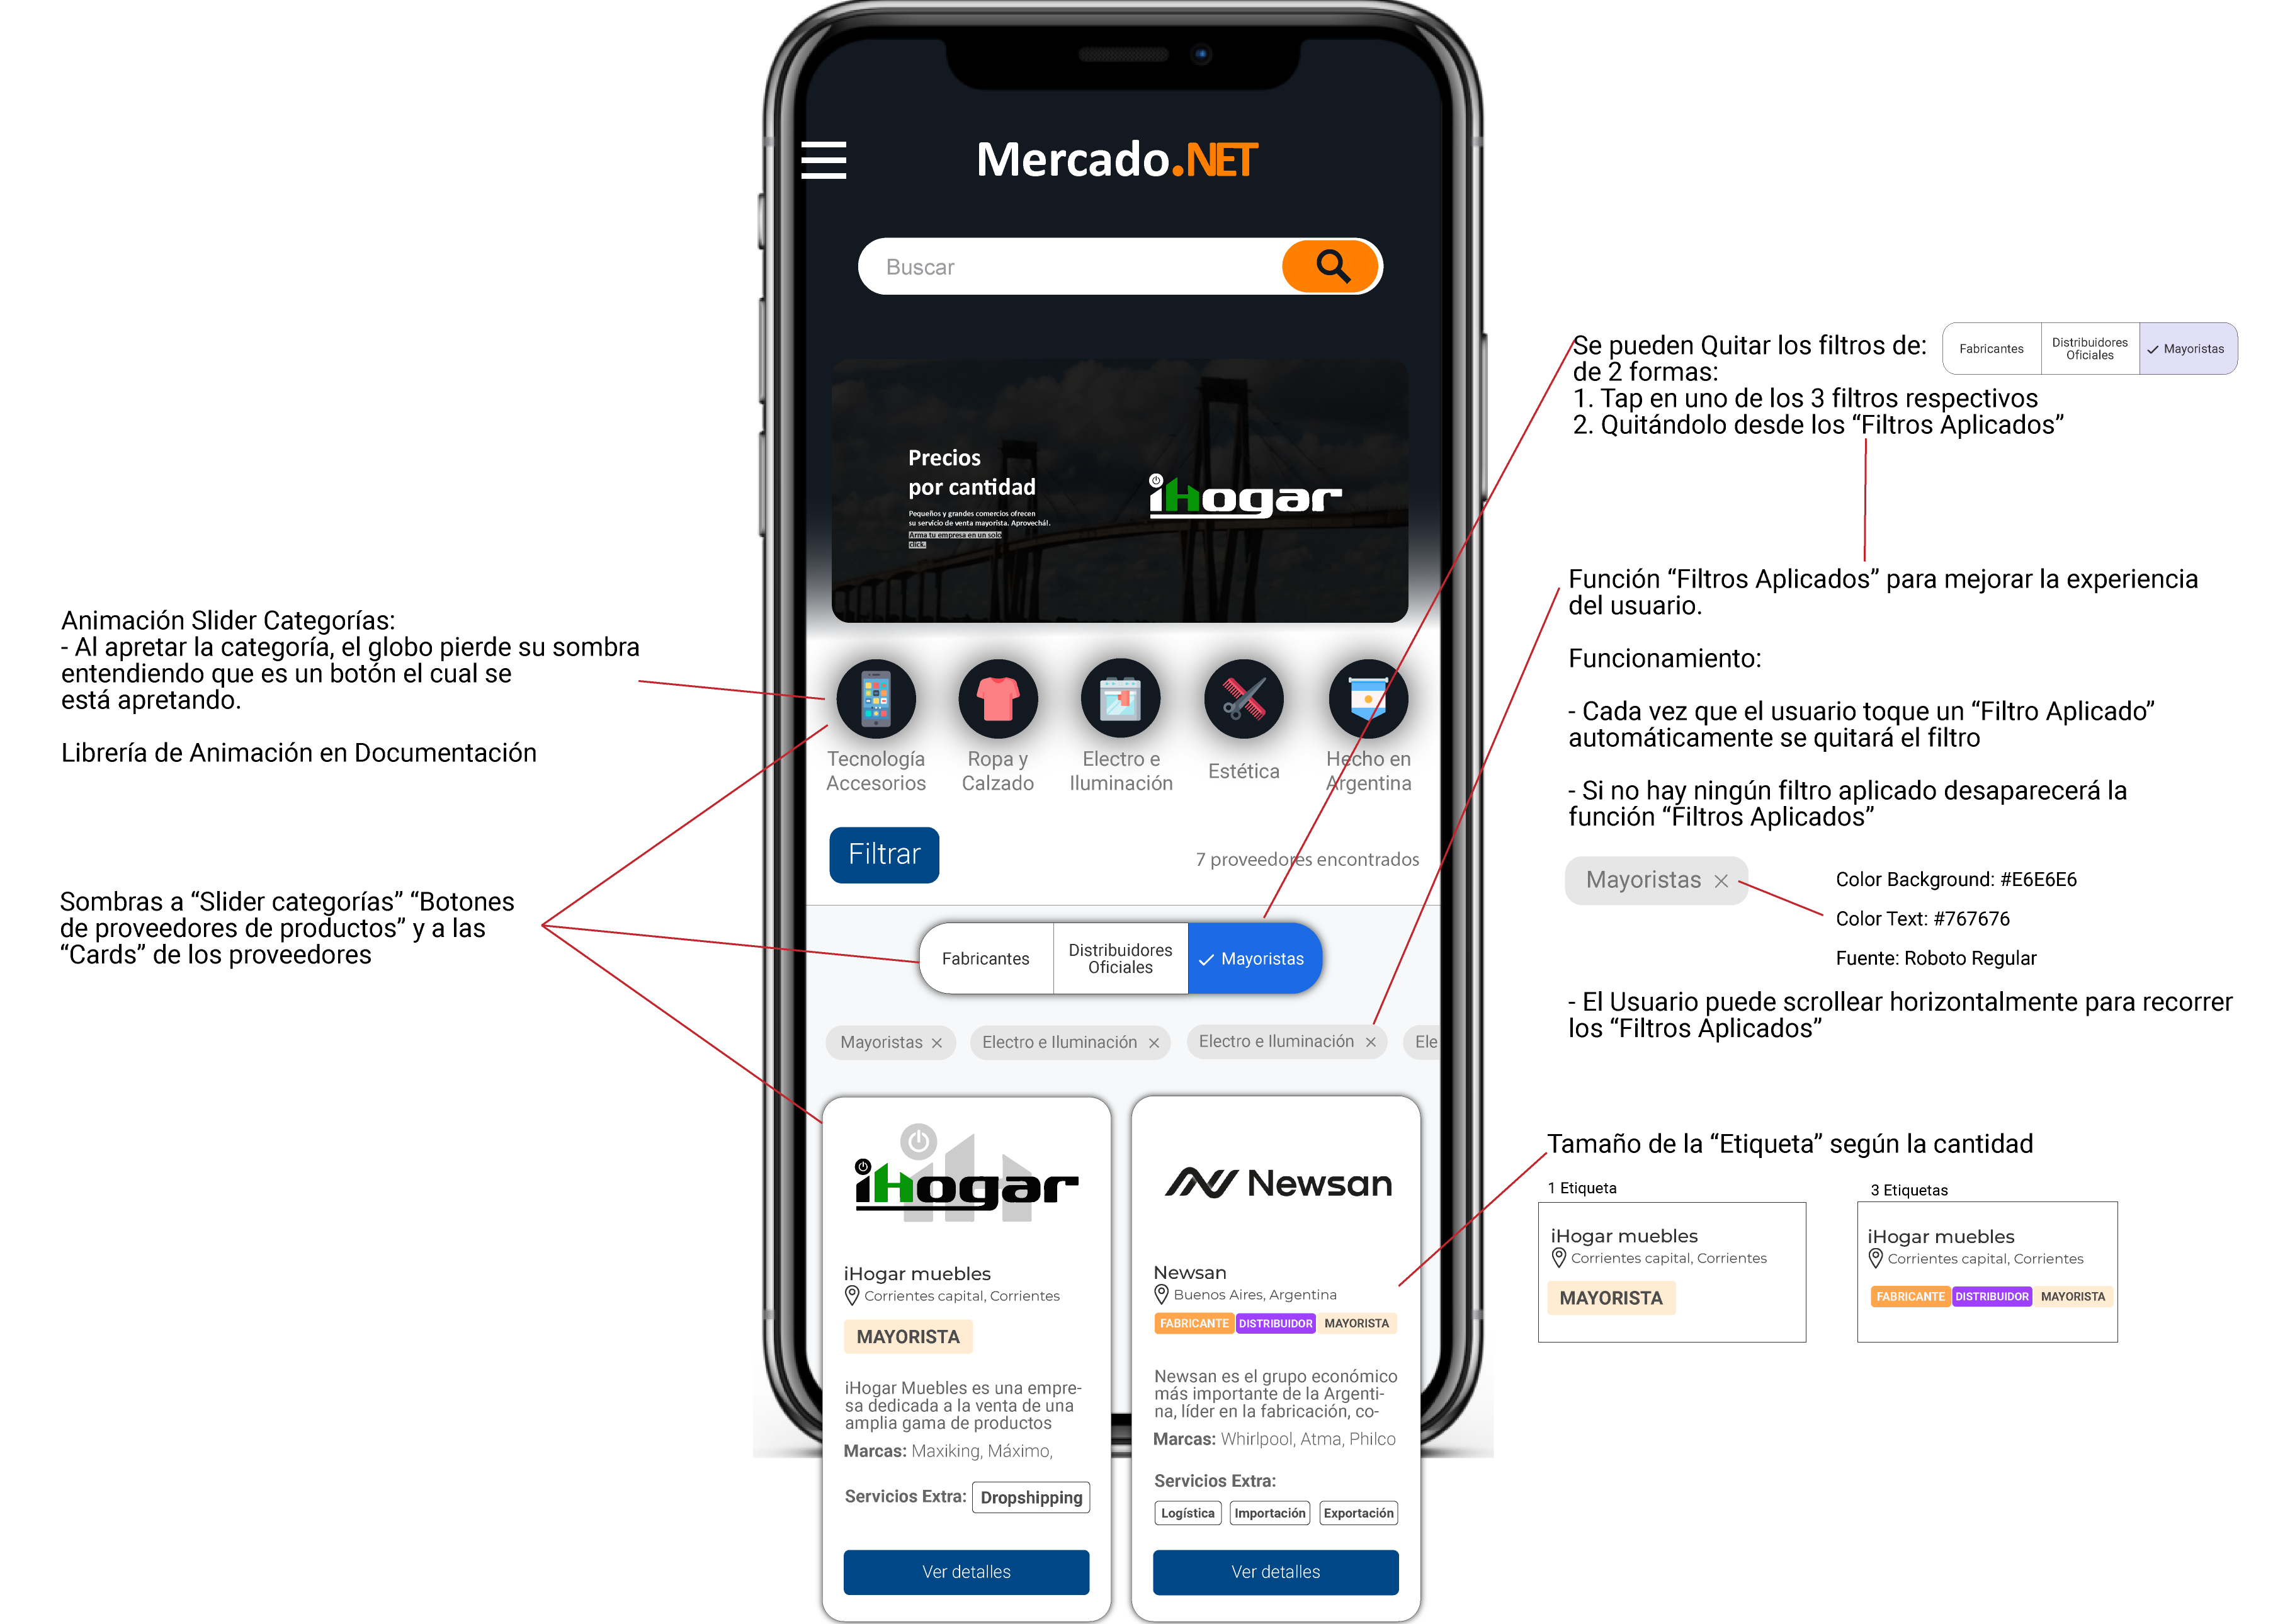 Mercado.NET
Buscar
Precios
por cantidad
Pequeños y grandes comercios ofrecen
su servicio de venta mayorista. Aprovechá!.
Arma tu empresa en un solo
click.
iHogar
Tecnología
Accesorios
Ropa y
Calzado
Electro e
Iluminación
Estética
Hecho en
Argentina
Filtrar
7 proveedores encontrados
Fabricantes
Distribuidores
Oficiales
Mayoristas
Mayoristas ×
Electro e Iluminación ×
Electro e Iluminación ×
Ele
iHogar
iHogar muebles
Corrientes capital, Corrientes
MAYORISTA
iHogar Muebles es una empre-
sa dedicada a la venta de una
amplia gama de productos
Marcas: Maxiking, Máximo,
Servicios Extra: Dropshipping
Ver detalles
Newsan
Newsan
Buenos Aires, Argentina
FABRICANTE DISTRIBUIDOR MAYORISTA
Newsan es el grupo económico
más importante de la Argenti-
na, líder en la fabricación, co-
Marcas: Whirlpool, Atma, Philco
Servicios Extra:
Logística Importación Exportación
Ver detalles
Animación Slider Categorías:
- Al apretar la categoría, el globo pierde su sombra
entendiendo que es un botón el cual se
está apretando.
Librería de Animación en Documentación
Sombras a “Slider categorías” “Botones
de proveedores de productos” y a las
“Cards” de los proveedores
Se pueden Quitar los filtros de:
de 2 formas:
1. Tap en uno de los 3 filtros respectivos
2. Quitándolo desde los “Filtros Aplicados”
Fabricantes
Distribuidores
Oficiales
Mayoristas
Función “Filtros Aplicados” para mejorar la experiencia
del usuario.
Funcionamiento:
- Cada vez que el usuario toque un “Filtro Aplicado”
automáticamente se quitará el filtro
- Si no hay ningún filtro aplicado desaparecerá la
función “Filtros Aplicados”
Mayoristas ×
Color Background: #E6E6E6
Color Text: #767676
Fuente: Roboto Regular
- El Usuario puede scrollear horizontalmente para recorrer
los “Filtros Aplicados”
Tamaño de la “Etiqueta” según la cantidad
1 Etiqueta
iHogar muebles
Corrientes capital, Corrientes
MAYORISTA
3 Etiquetas
iHogar muebles
Corrientes capital, Corrientes
FABRICANTE DISTRIBUIDOR MAYORISTA